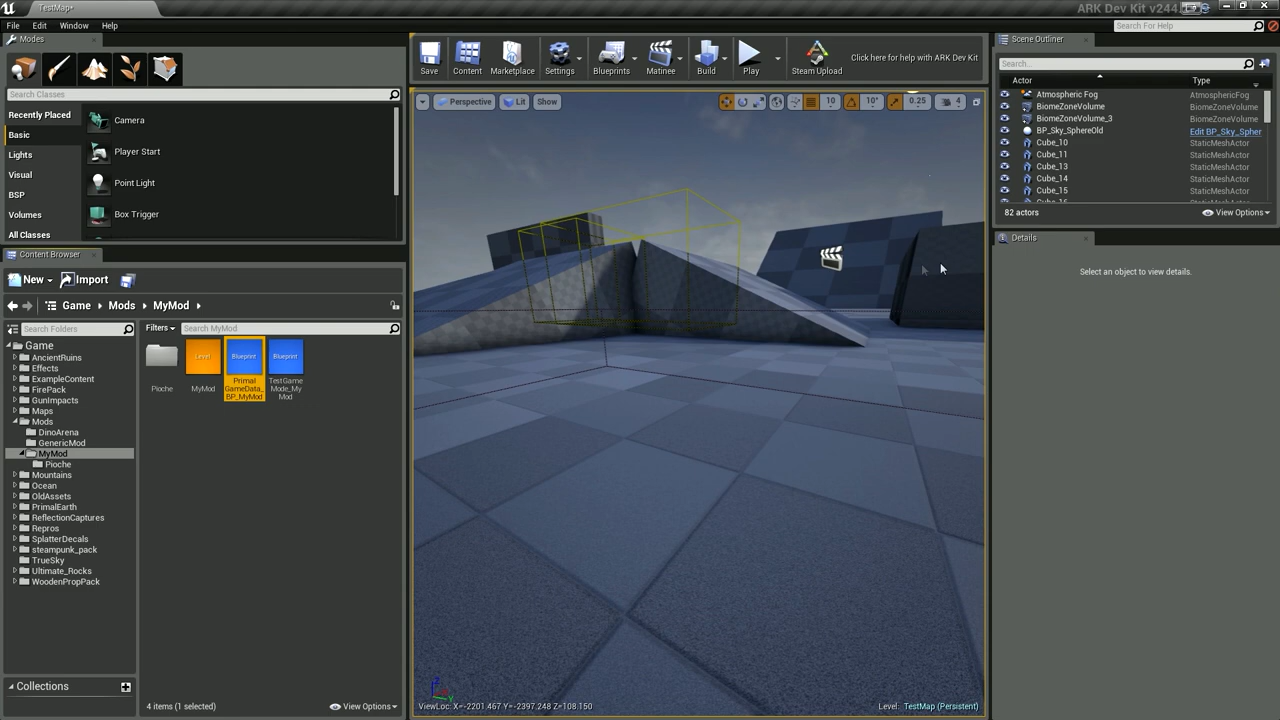 TestMap*
ARK Dev Kit v244
File Edit Window Help
Search For Help
Modes
Search Classes
Recently Placed
Basic
Lights
Visual
BSP
Volumes
All Classes
Camera
Player Start
Point Light
Box Trigger
Content Browser
New
Import
Game
Mods
MyMod
Search Folders
Filters
Search MyMod
Game
AncientRuins
Effects
ExampleContent
FirePack
GunImpacts
Maps
Mods
DinoArena
GenericMod
MyMod
Pioche
Mountains
Ocean
OldAssets
PrimalEarth
ReflectionCaptures
Repros
SplatterDecals
steampunk_pack
TrueSky
Ultimate_Rocks
WoodenPropPack
Collections
Pioche
Level
MyMod
Blueprint
Primal
GameData_
BP_MyMod
Blueprint
TestGame
Mode_My
Mod
4 items (1 selected)
View Options
Save
Content
Marketplace
Settings
Blueprints
Matinee
Build
Play
Steam Upload
Click here for help with ARK Dev Kit
Perspective
Lit
Show
10
10°
0.25
4
ViewLoc: X=-2201.467 Y=-2397.248 Z=108.150
Level: TestMap (Persistent)
Scene Outliner
Search...
Actor Type
Atmospheric Fog AtmosphericFog
BiomeZoneVolume BiomeZoneVolume
BiomeZoneVolume_3 BiomeZoneVolume
BP_Sky_SphereOld Edit BP_Sky_Spher
Cube_10 StaticMeshActor
Cube_11 StaticMeshActor
Cube_13 StaticMeshActor
Cube_14 StaticMeshActor
Cube_15 StaticMeshActor
82 actors
View Options
Details
Select an object to view details.